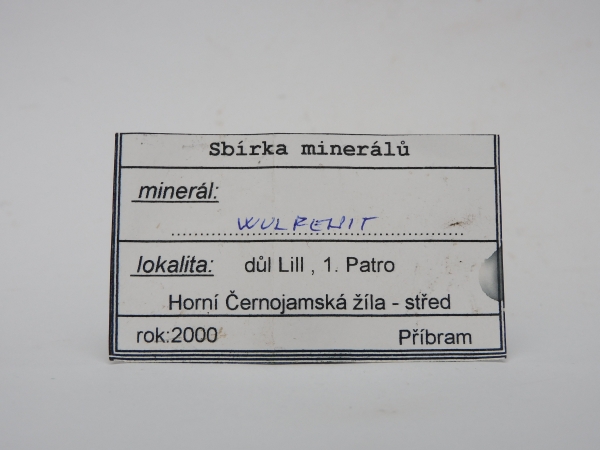 Sbírka minerálů
minerál:
WULFENIT
lokalita: důl Lill , 1. Patro
Horní Černojamská žíla - střed
rok:2000 Příbram